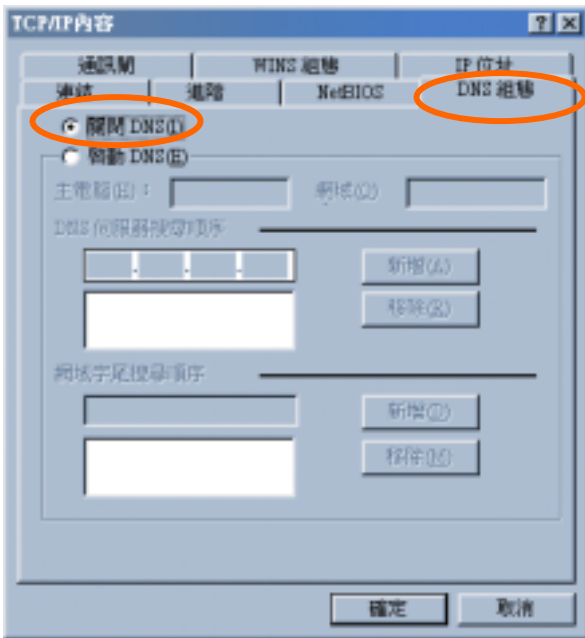 TCP/IP內容
通訊閘 WINS 組態 IP 位址
連結 進階 NetBIOS DNS 組態
關閉 DNS(I)
啟動 DNS(E)
主電腦(H)： 網域(O)
DNS 伺服器搜尋順序
新增(A)
移除(R)
網域字尾搜尋順序
新增(D)
移除(M)
確定 取消